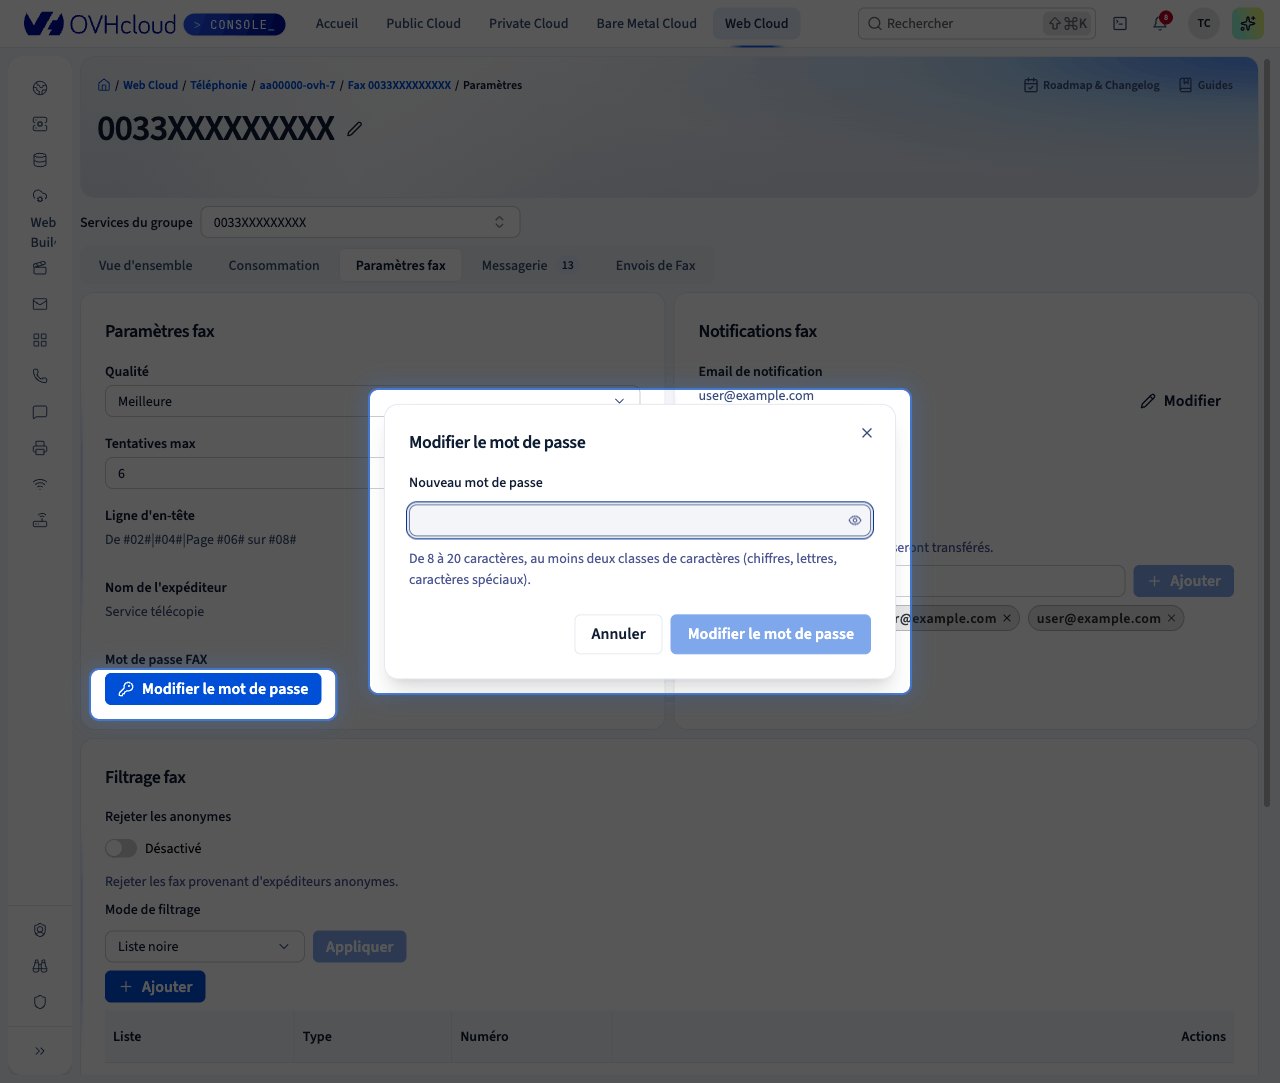 OVHcloud > CONSOLE_ Accueil Public Cloud Private Cloud Bare Metal Cloud Web Cloud Rechercher ⇧⌘K 8 TC
/ Web Cloud / Téléphonie / aa00000-ovh-7 / Fax 0033XXXXXXXXX / Paramètres Roadmap & Changelog Guides
0033XXXXXXXXX
Web
Services du groupe 0033XXXXXXXXX
Buil
Vue d'ensemble Consommation Paramètres fax Messagerie 13 Envois de Fax
Paramètres fax
Qualité
Meilleure
Tentatives max
6
Ligne d'en-tête
De #02#|#04#|Page #06# sur #08#
Nom de l'expéditeur
Service télécopie
Mot de passe FAX
Modifier le mot de passe
Notifications fax
Email de notification
user@example.com
Modifier
seront transférés.
Ajouter
r@example.com × user@example.com ×
Modifier le mot de passe
Nouveau mot de passe
De 8 à 20 caractères, au moins deux classes de caractères (chiffres, lettres,
caractères spéciaux).
Annuler Modifier le mot de passe
Filtrage fax
Rejeter les anonymes
Désactivé
Rejeter les fax provenant d'expéditeurs anonymes.
Mode de filtrage
Liste noire Appliquer
Ajouter
Liste Type Numéro Actions